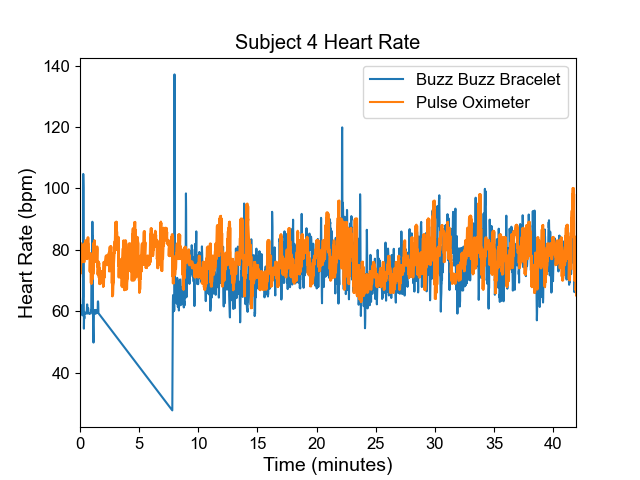 Subject 4 Heart Rate
Buzz Buzz Bracelet
Pulse Oximeter
Heart Rate (bpm)
140
120
100
80
60
40
0 5 10 15 20 25 30 35 40
Time (minutes)